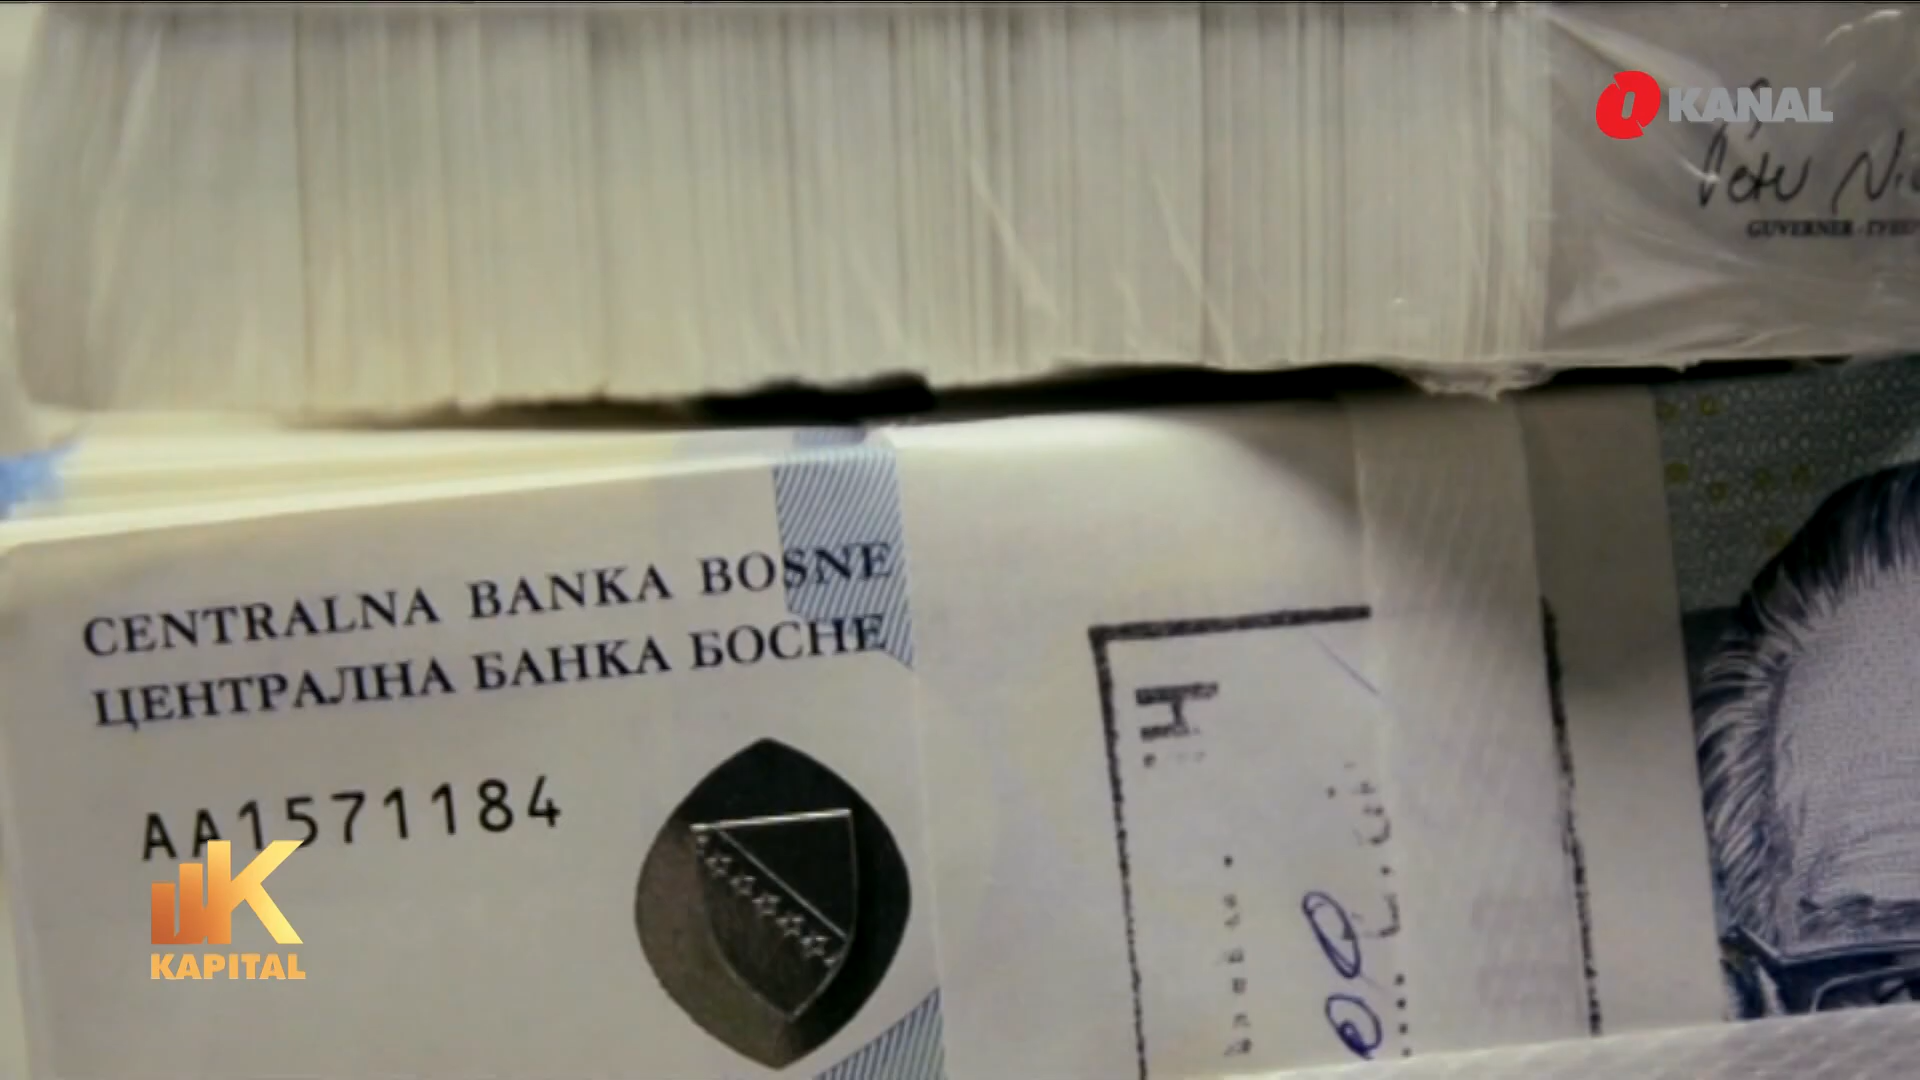 O KANAL
GUVERNER
CENTRALNA BANKA BOSNE
ЦЕНТРАЛНА БАНКА БОСНЕ
AA1571184
K
KAPITAL